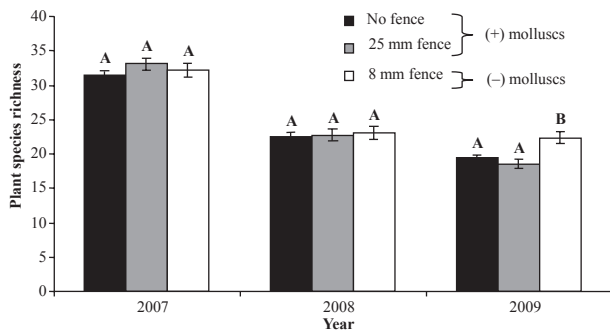 40
35
30
25
20
15
10
5
0
Plant species richness
No fence
25 mm fence
(+) molluscs
8 mm fence
(–) molluscs
A A A
A A A
A A B
2007 2008 2009
Year